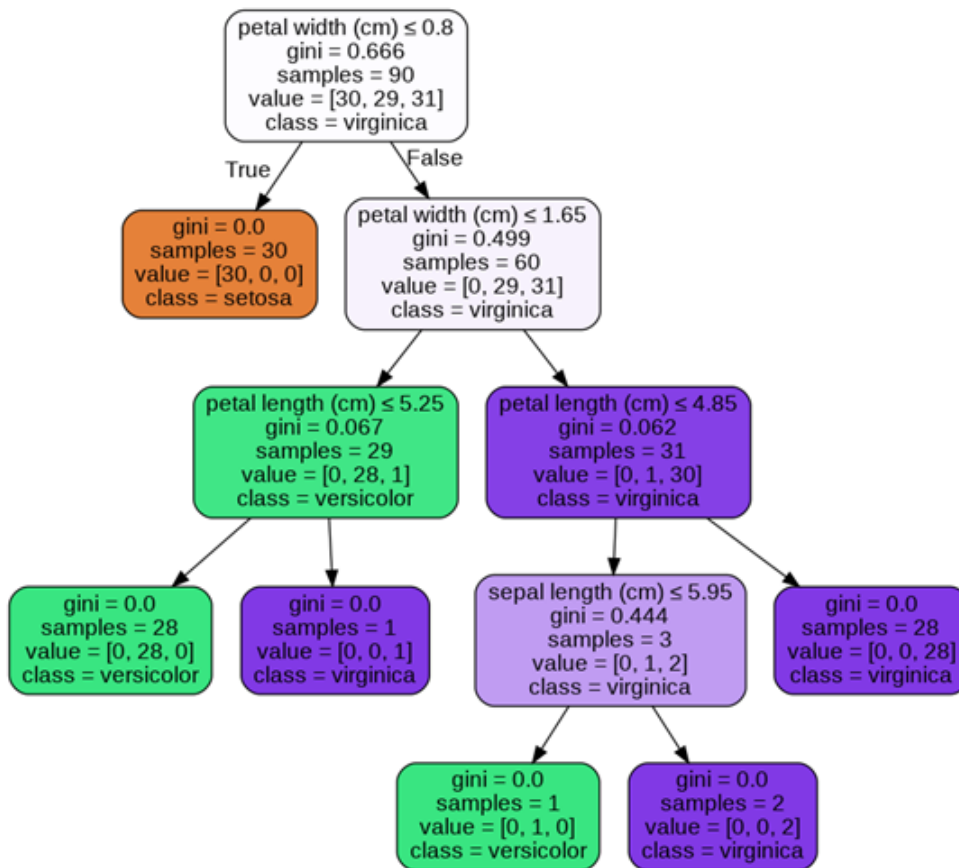 petal width (cm) ≤ 0.8
gini = 0.666
samples = 90
value = [30, 29, 31]
class = virginica
True
False
gini = 0.0
samples = 30
value = [30, 0, 0]
class = setosa
petal width (cm) ≤ 1.65
gini = 0.499
samples = 60
value = [0, 29, 31]
class = virginica
petal length (cm) ≤ 5.25
gini = 0.067
samples = 29
value = [0, 28, 1]
class = versicolor
petal length (cm) ≤ 4.85
gini = 0.062
samples = 31
value = [0, 1, 30]
class = virginica
gini = 0.0
samples = 28
value = [0, 28, 0]
class = versicolor
gini = 0.0
samples = 1
value = [0, 0, 1]
class = virginica
sepal length (cm) ≤ 5.95
gini = 0.444
samples = 3
value = [0, 1, 2]
class = virginica
gini = 0.0
samples = 28
value = [0, 0, 28]
class = virginica
gini = 0.0
samples = 1
value = [0, 1, 0]
class = versicolor
gini = 0.0
samples = 2
value = [0, 0, 2]
class = virginica